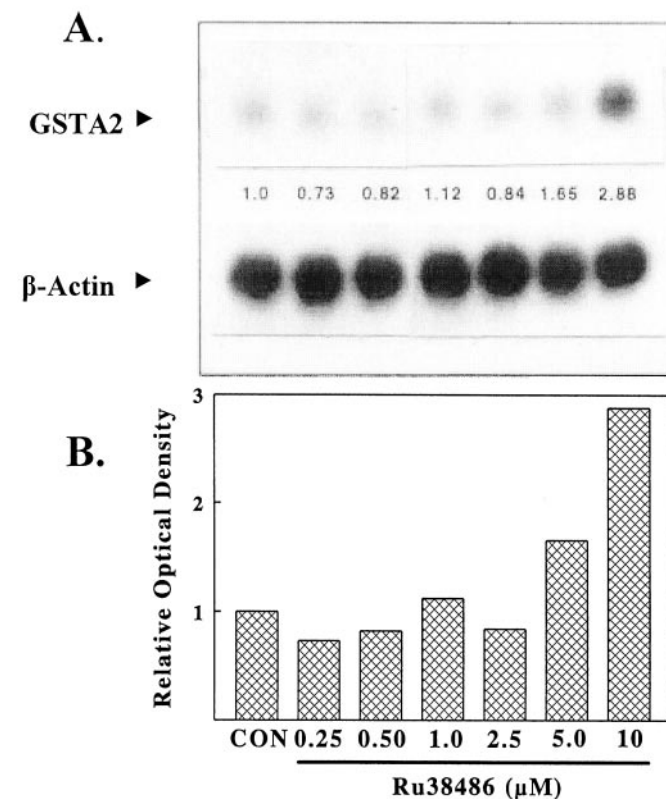 A.
GSTA2 ►
1.0 0.73 0.82 1.12 0.84 1.65 2.88
β-Actin ►
B.
Relative Optical Density
3
2
1
CON 0.25 0.50 1.0 2.5 5.0 10
Ru38486 (µM)